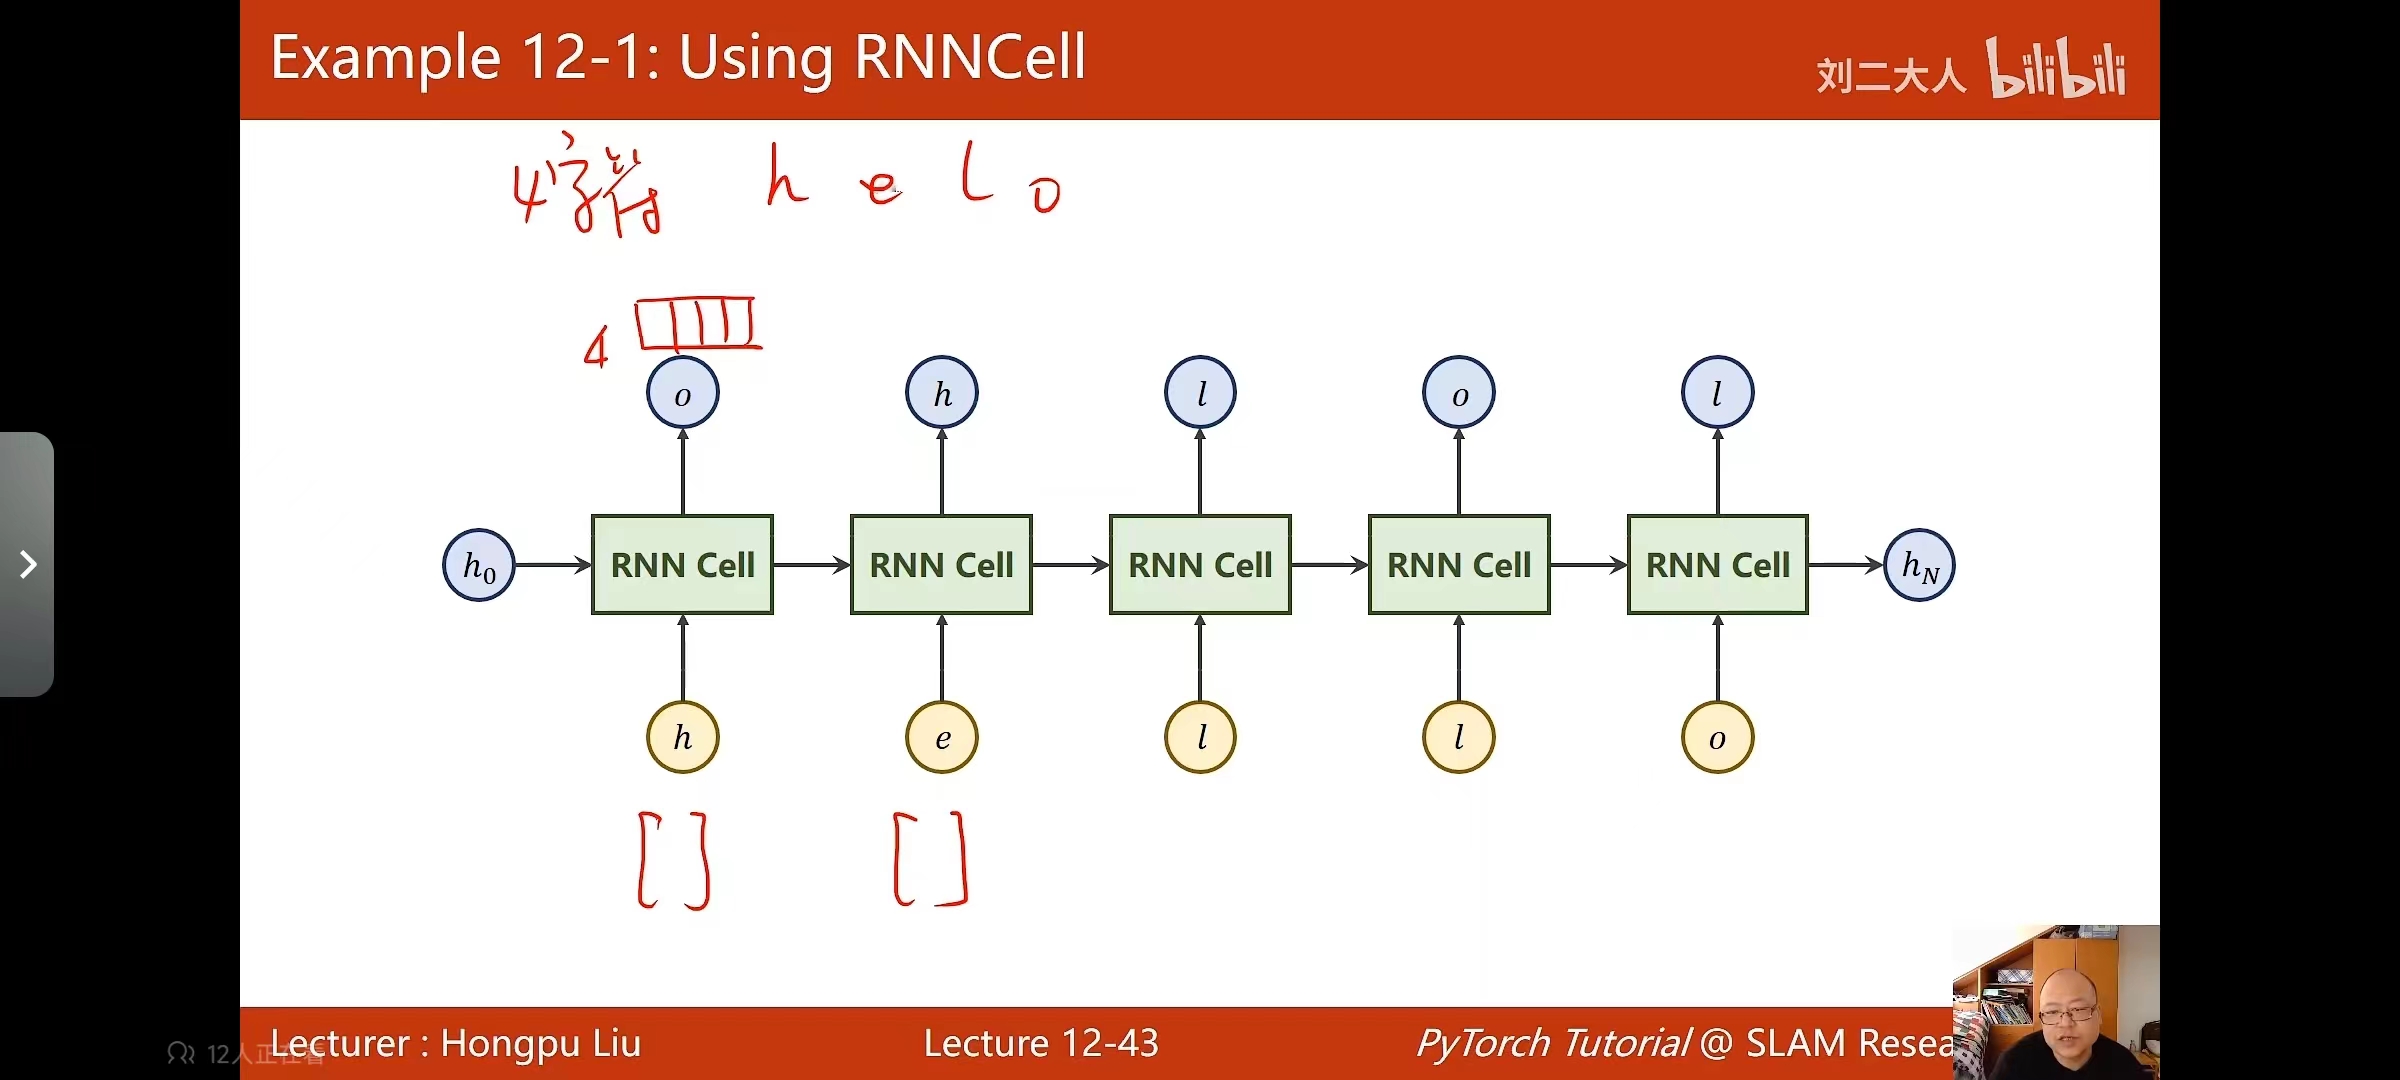 Example 12-1: Using RNNCell
刘二大人 bilibili
4字符 h e l o
4
o h l o l
h₀ RNN Cell RNN Cell RNN Cell RNN Cell RNN Cell h_N
h e l l o
[ ] [ ]
Lecturer : Hongpu Liu Lecture 12-43 PyTorch Tutorial @ SLAM Resea
12人正在看